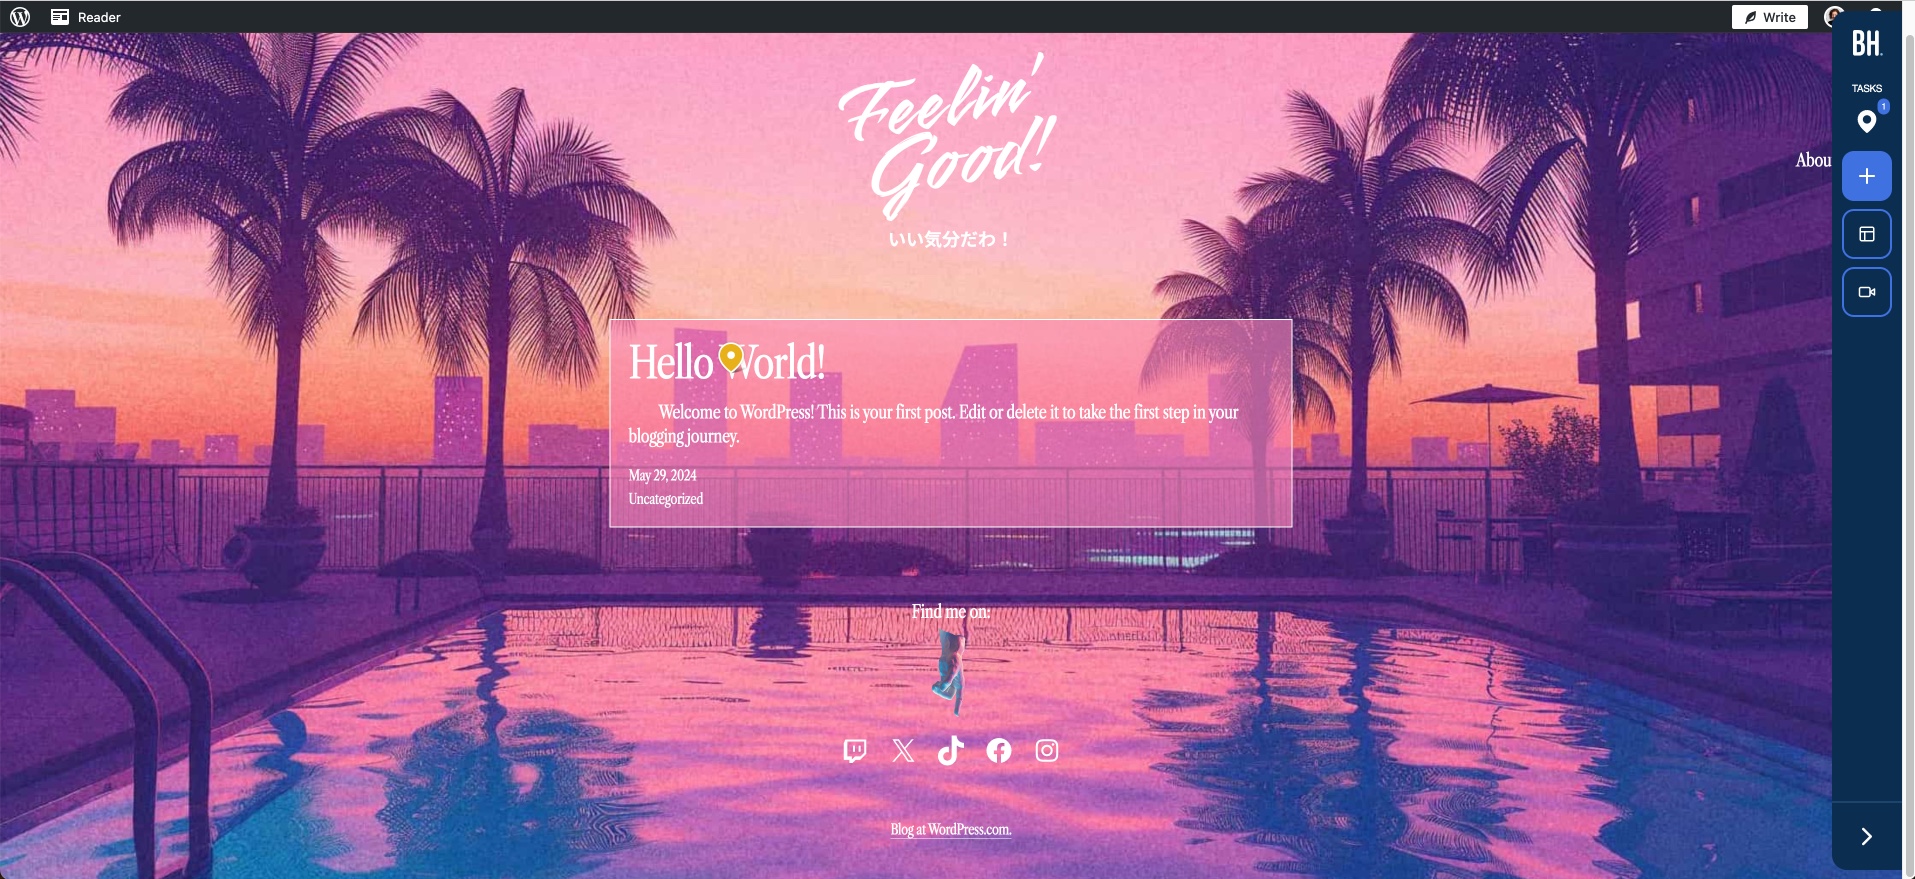 Reader
Write
BH.
TASKS
1
Feelin'
Good!
いい気分だわ！
Abou
Hello World!
Welcome to WordPress! This is your first post. Edit or delete it to take the first step in your
blogging journey.
May 29, 2024
Uncategorized
Find me on:
Blog at WordPress.com.